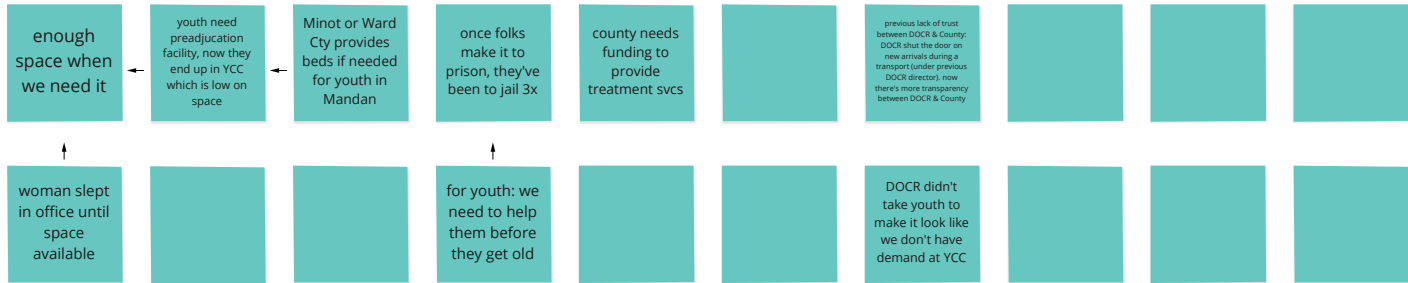 enough
space when
we need it
youth need
preadjucation
facility, now they
end up in YCC
which is low on
space
Minot or Ward
Cty provides
beds if needed
for youth in
Mandan
once folks
make it to
prison, they've
been to jail 3x
county needs
funding to
provide
treatment svcs
previous lack of trust
between DOCR & County:
DOCR shut the door on
new arrivals during a
transport (under previous
DOCR director). now
there's more transparency
between DOCR & County
woman slept
in office until
space
available
for youth: we
need to help
them before
they get old
DOCR didn't
take youth to
make it look like
we don't have
demand at YCC